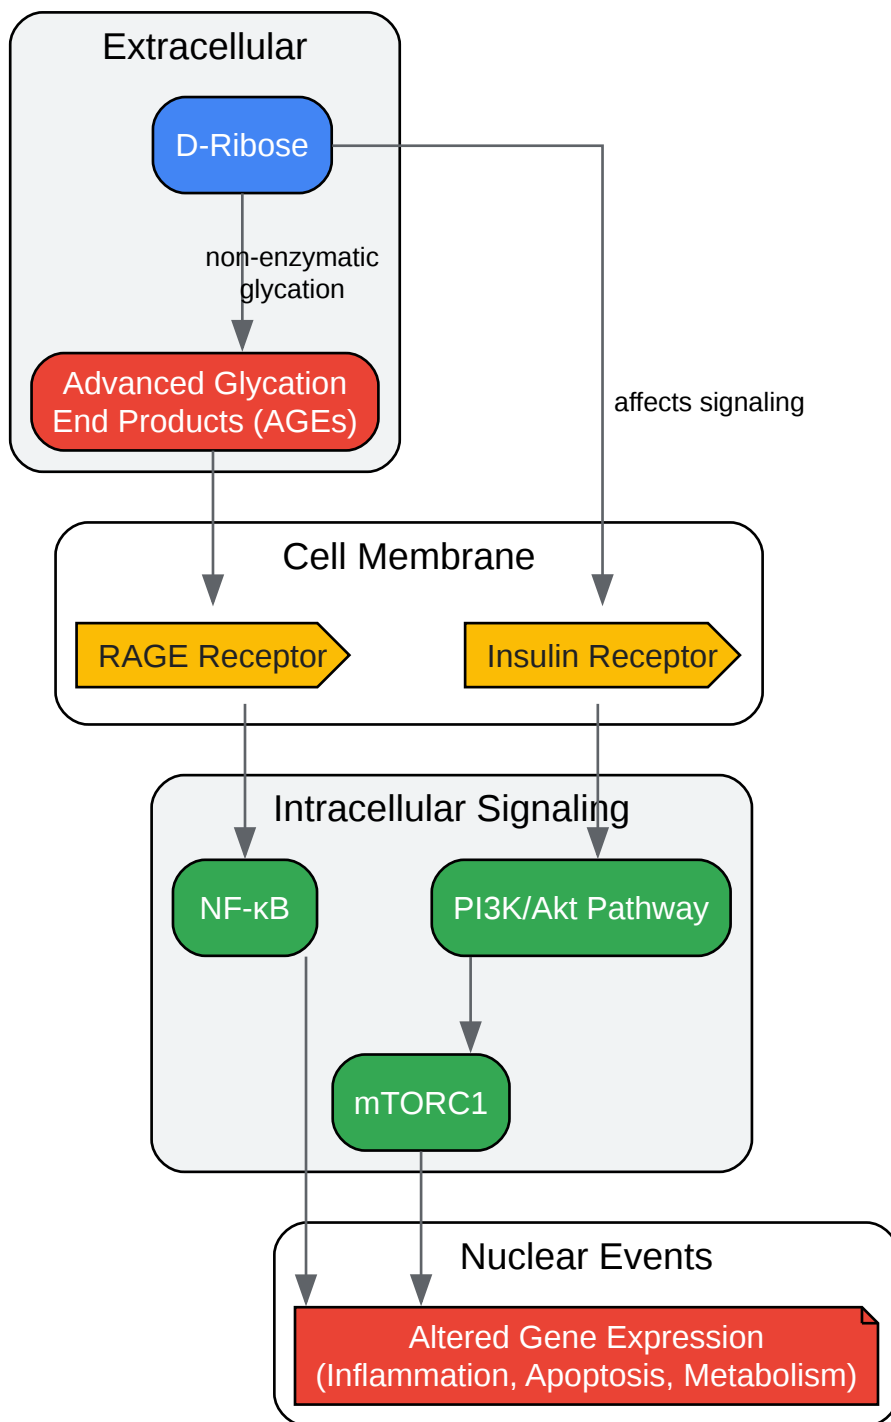 Extracellular
D-Ribose
non-enzymatic
glycation
Advanced Glycation
End Products (AGEs)
affects signaling
Cell Membrane
RAGE Receptor
Insulin Receptor
Intracellular Signaling
NF-κB
PI3K/Akt Pathway
mTORC1
Nuclear Events
Altered Gene Expression
(Inflammation, Apoptosis, Metabolism)